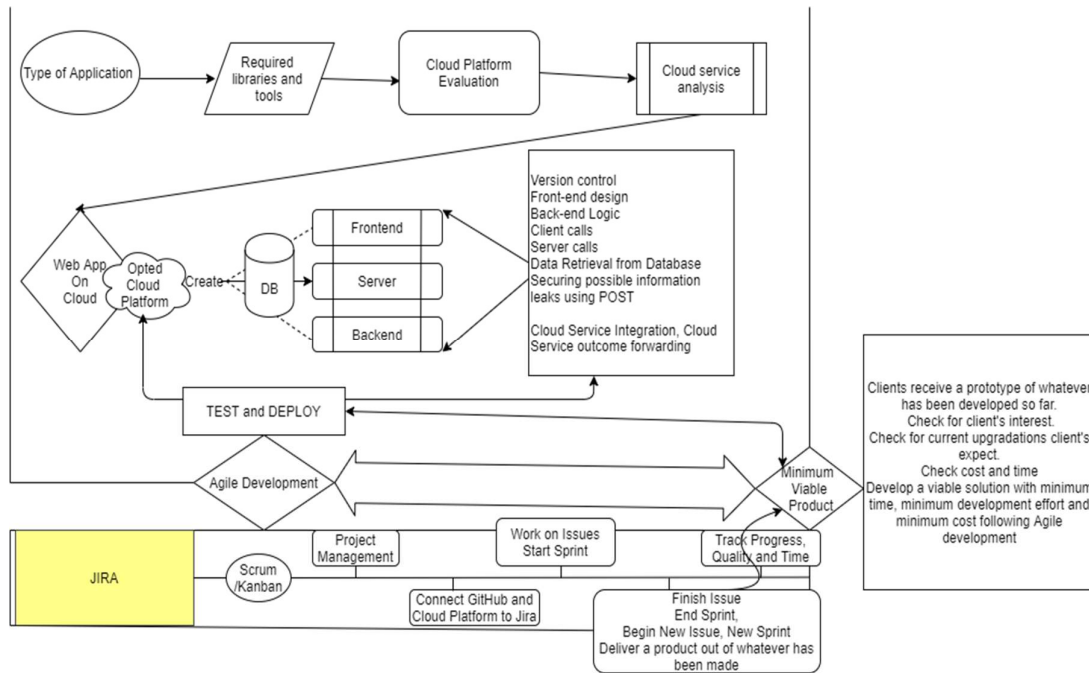 Type of Application
Required
libraries and
tools
Cloud Platform
Evaluation
Cloud service
analysis
Web App
On
Cloud
Opted
Cloud
Platform
Create
DB
Frontend
Server
Backend
Version control
Front-end design
Back-end Logic
Client calls
Server calls
Data Retrieval from Database
Securing possible information
leaks using POST
Cloud Service Integration, Cloud
Service outcome forwarding
TEST and DEPLOY
Agile Development
Minimum
Viable
Product
Clients receive a prototype of whatever
has been developed so far.
Check for client's interest.
Check for current upgradations client's
expect.
Check cost and time
Develop a viable solution with minimum
time, minimum development effort and
minimum cost following Agile
development
JIRA
Scrum
/Kanban
Project
Management
Connect GitHub and
Cloud Platform to Jira
Work on Issues
Start Sprint
Track Progress,
Quality and Time
Finish Issue
End Sprint,
Begin New Issue, New Sprint
Deliver a product out of whatever has
been made